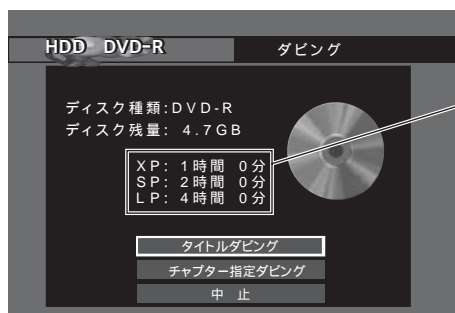 HDD DVD-R ダビング
ディスク種類:DVD-R
ディスク残量: 4.7GB
XP: 1時間 0分
SP: 2時間 0分
LP: 4時間 0分
タイトルダビング
チャプター指定ダビング
中 止